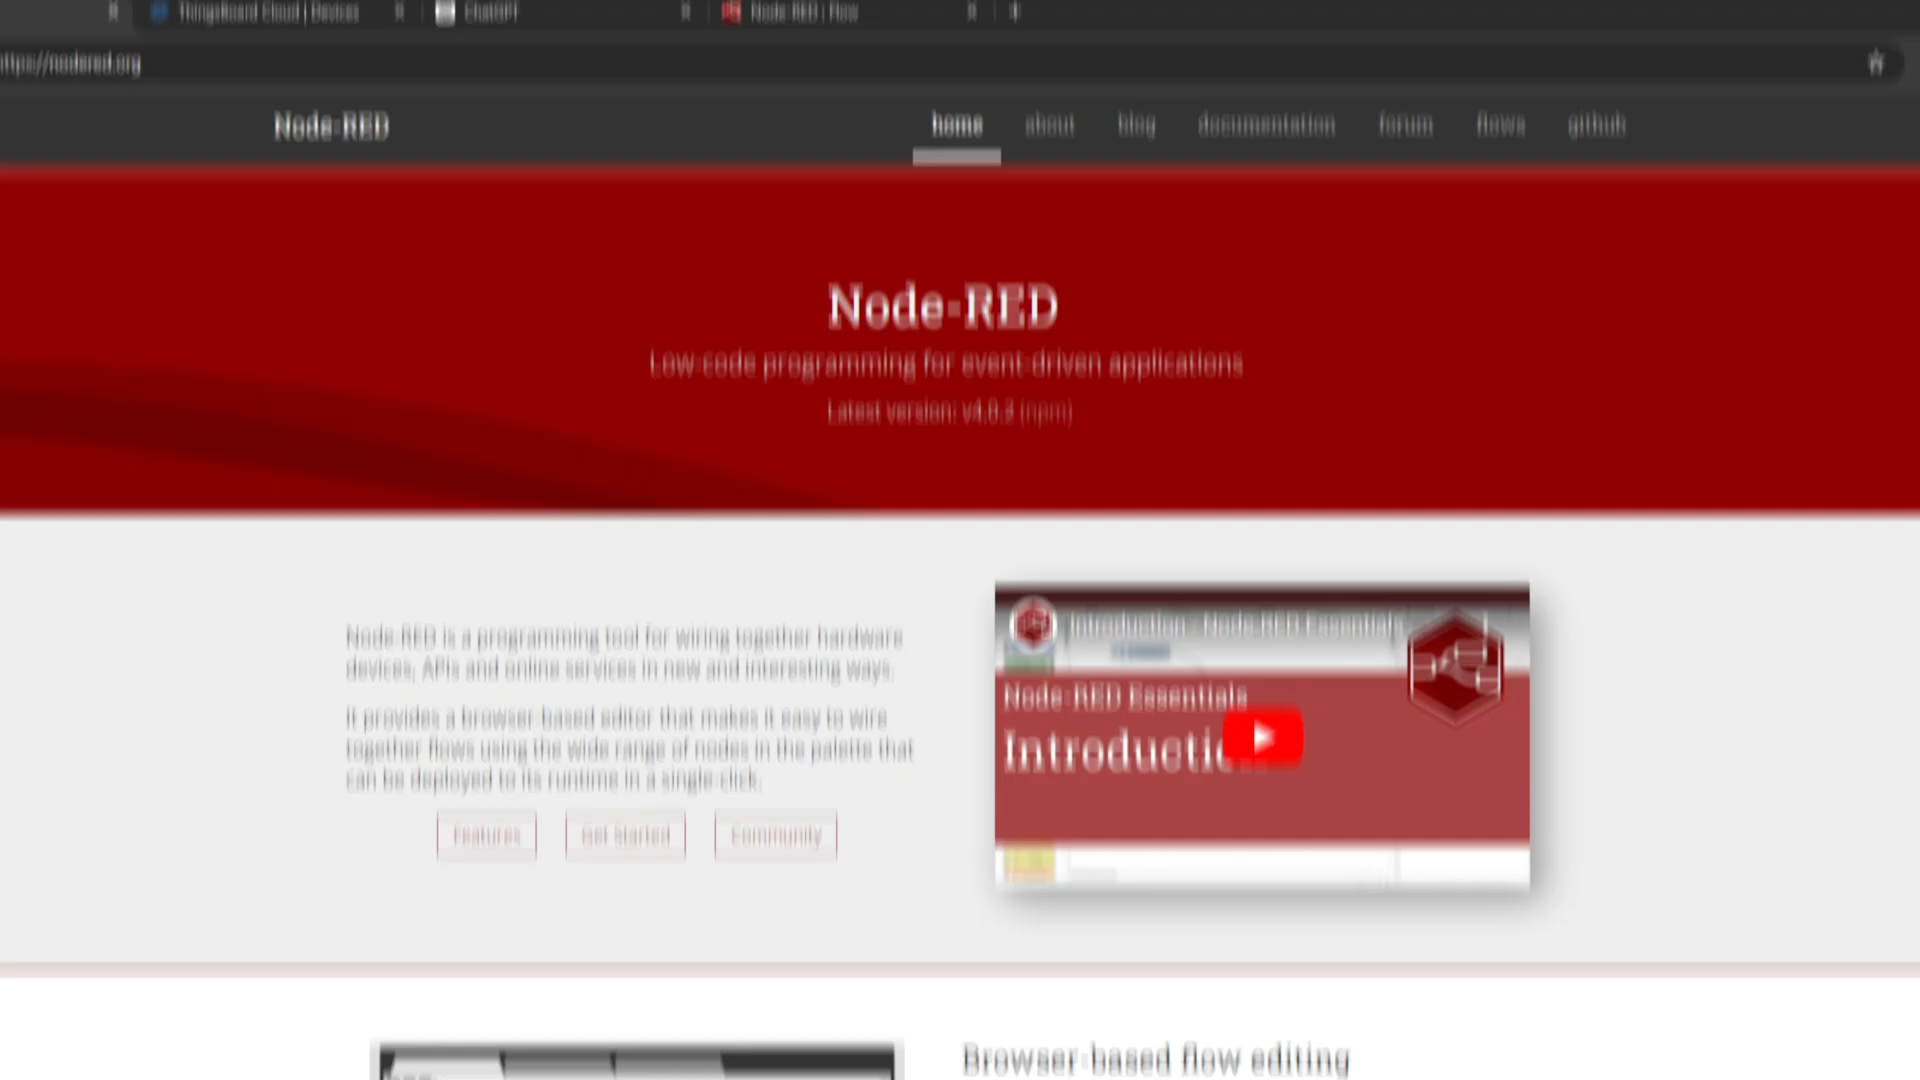 ThingsBoard Cloud | Devices
ChatGPT
Node-RED : Flow
https://nodered.org
Node-RED
home
about
blog
documentation
forum
flows
github
Node-RED
Low-code programming for event-driven applications
Latest version: v4.0.2 (npm)
Node-RED is a programming tool for wiring together hardware
devices, APIs and online services in new and interesting ways.
It provides a browser-based editor that makes it easy to wire
together flows using the wide range of nodes in the palette that
can be deployed to its runtime in a single-click.
Features
Get Started
Community
Introduction - Node-RED Essentials
Node-RED Essentials
Introductio
Browser-based flow editing